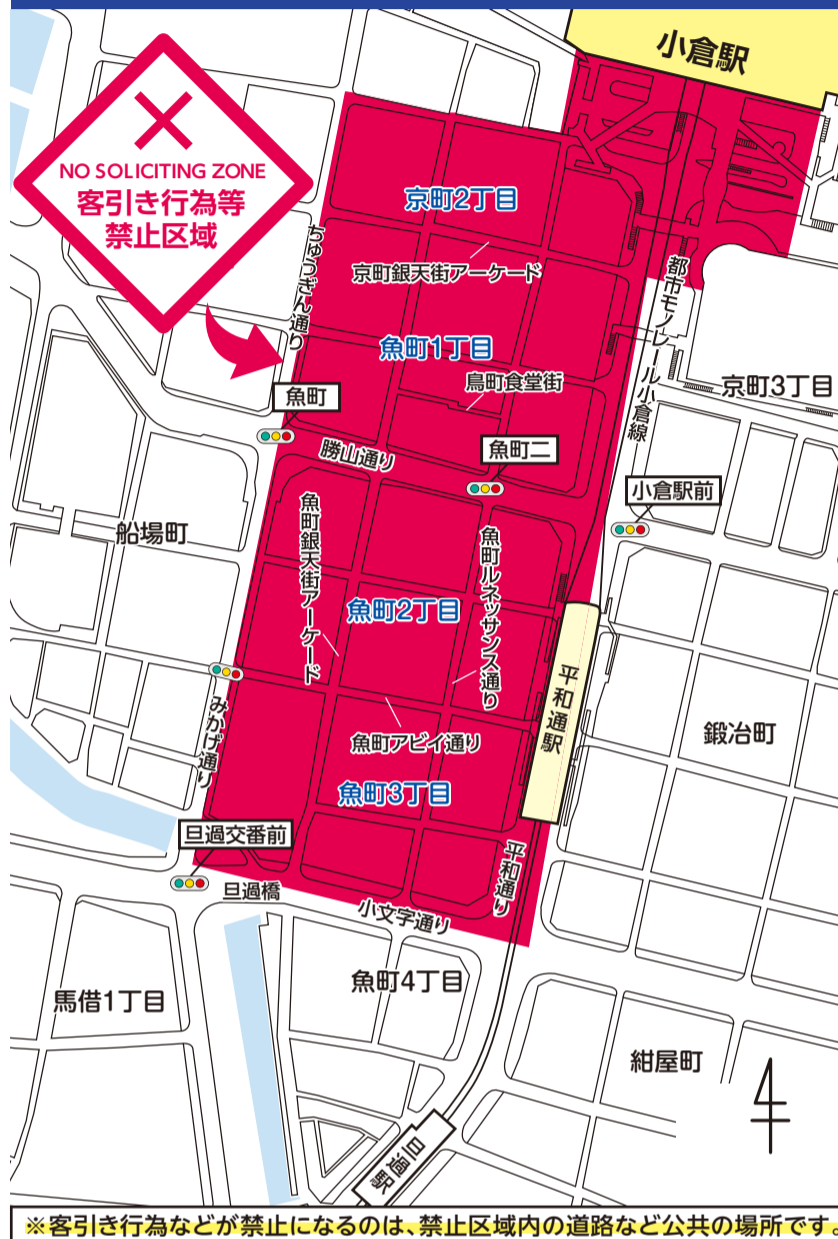 小倉駅
NO SOLICITING ZONE
客引き行為等
禁止区域
京町2丁目
ちゅうぎん通り
京町銀天街アーケード
都市モノレール小倉線
魚町1丁目
鳥町食堂街
京町3丁目
魚町
勝山通り
魚町二
小倉駅前
船場町
魚町銀天街アーケード
魚町ルネッサンス通り
魚町2丁目
平和通駅
みかげ通り
魚町アビイ通り
鍛冶町
魚町3丁目
旦過交番前
平和通り
旦過橋
小文字通り
魚町4丁目
馬借1丁目
紺屋町
旦過駅
※客引き行為などが禁止になるのは、禁止区域内の道路など公共の場所です。